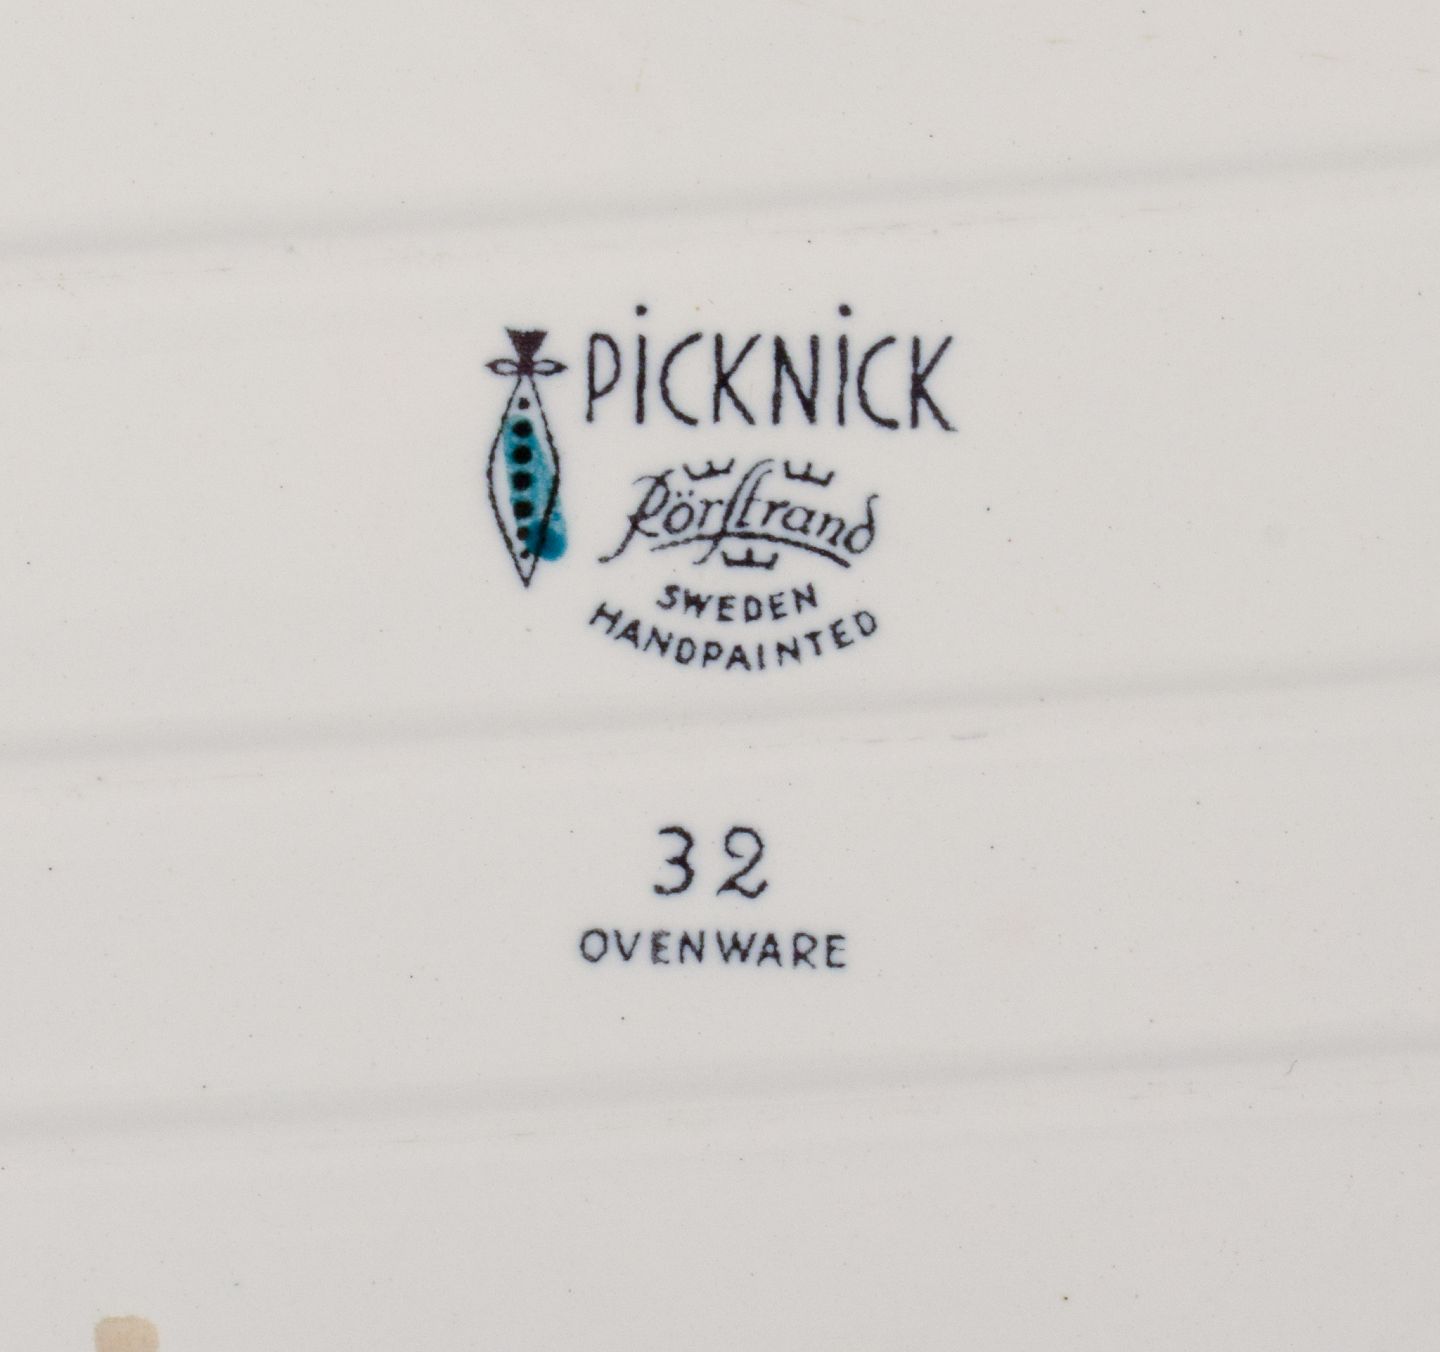 PiCKNiCK
Rörstrand
SWEDEN
HANDPAINTED
32
OVENWARE